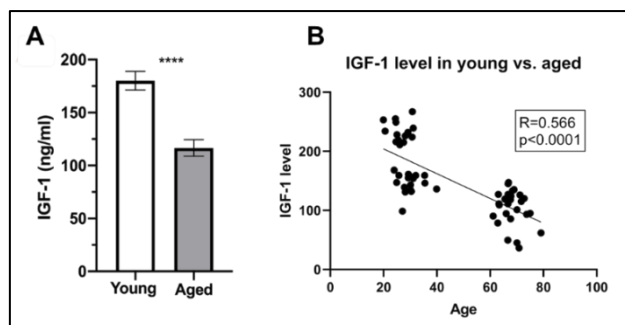 A
****
IGF-1 (ng/ml)
200
150
100
50
0
Young
Aged
B
IGF-1 level in young vs. aged
IGF-1 level
300
200
100
0
R=0.566
p<0.0001
0
20
40
60
80
100
Age